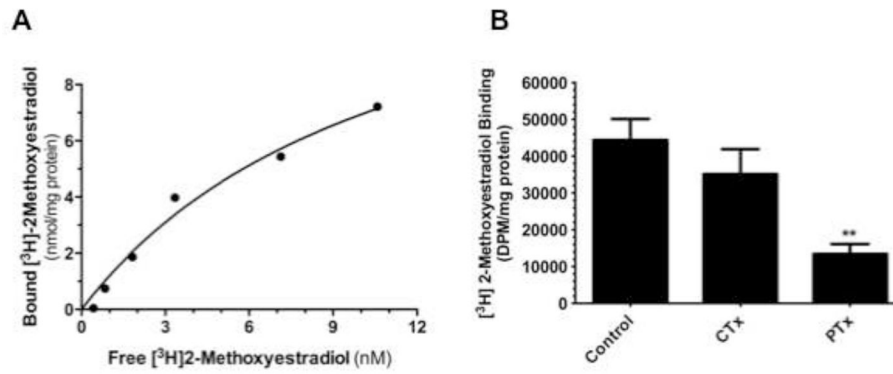 A
Bound [³H]-2Methoxyestradiol
(nmol/mg protein)
8
6
4
2
0
0
3
6
9
12
Free [³H]2-Methoxyestradiol (nM)
B
[³H] 2-Methoxyestradiol Binding
(DPM/mg protein)
60000
50000
40000
30000
20000
10000
0
**
Control
CTx
PTx